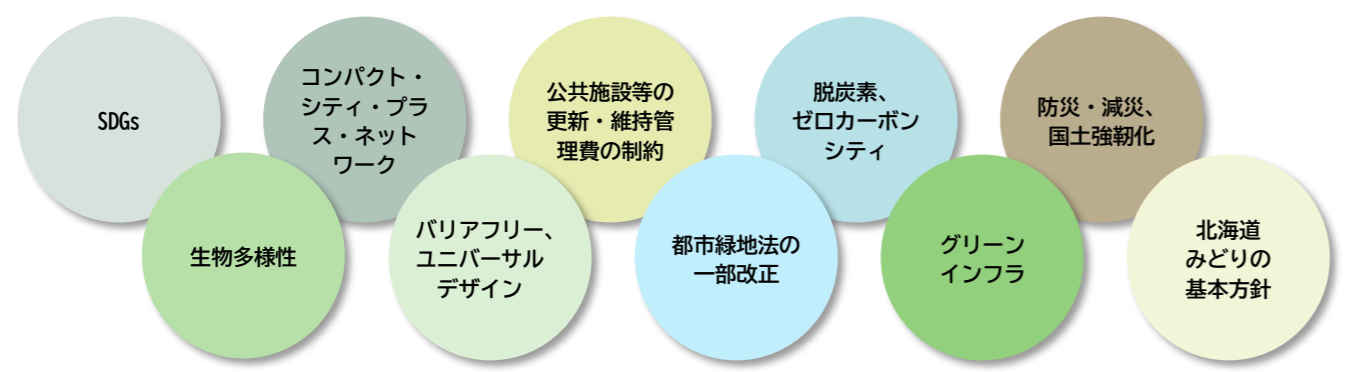 SDGs
コンパクト・
シティ・プラ
ス・ネット
ワーク
公共施設等の
更新・維持管
理費の制約
脱炭素、
ゼロカーボン
シティ
防災・減災、
国土強靭化
生物多様性
バリアフリー、
ユニバーサル
デザイン
都市緑地法の
一部改正
グリーン
インフラ
北海道
みどりの
基本方針